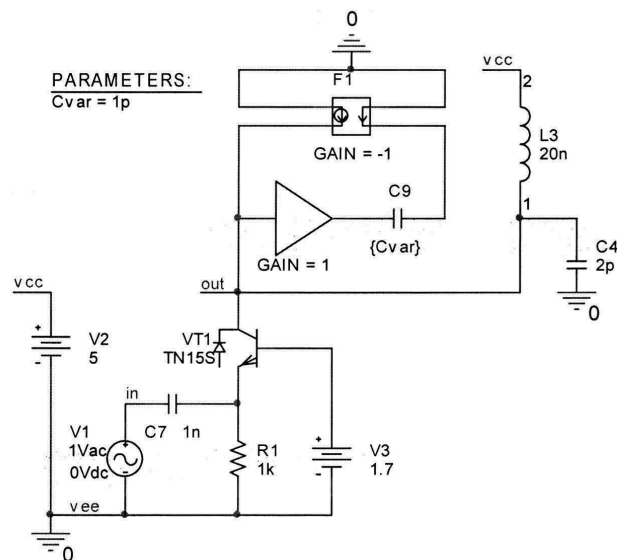 0
PARAMETERS:
Cvar = 1p
F1
vcc
2
GAIN = -1
L3
20n
C9
1
{Cvar}
GAIN = 1
C4
2p
0
vcc
out
+
V2
-
5
VT1
TN15S
in
C7 1n
V1
1Vac
0Vdc
+
-
R1
1k
+
V3
-
1.7
vee
0